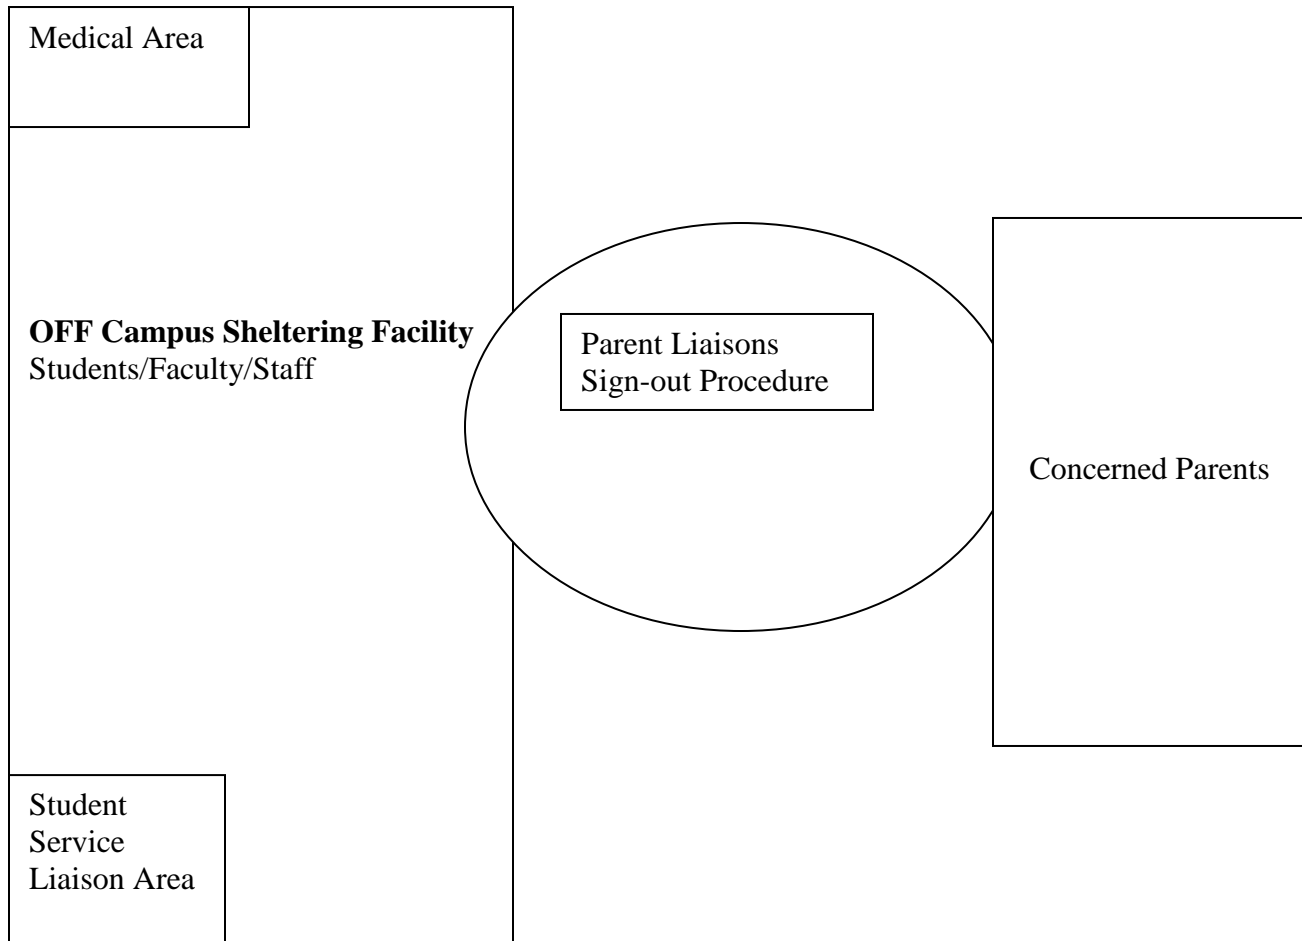 Medical Area
OFF Campus Sheltering Facility
Students/Faculty/Staff
Parent Liaisons
Sign-out Procedure
Concerned Parents
Student
Service
Liaison Area